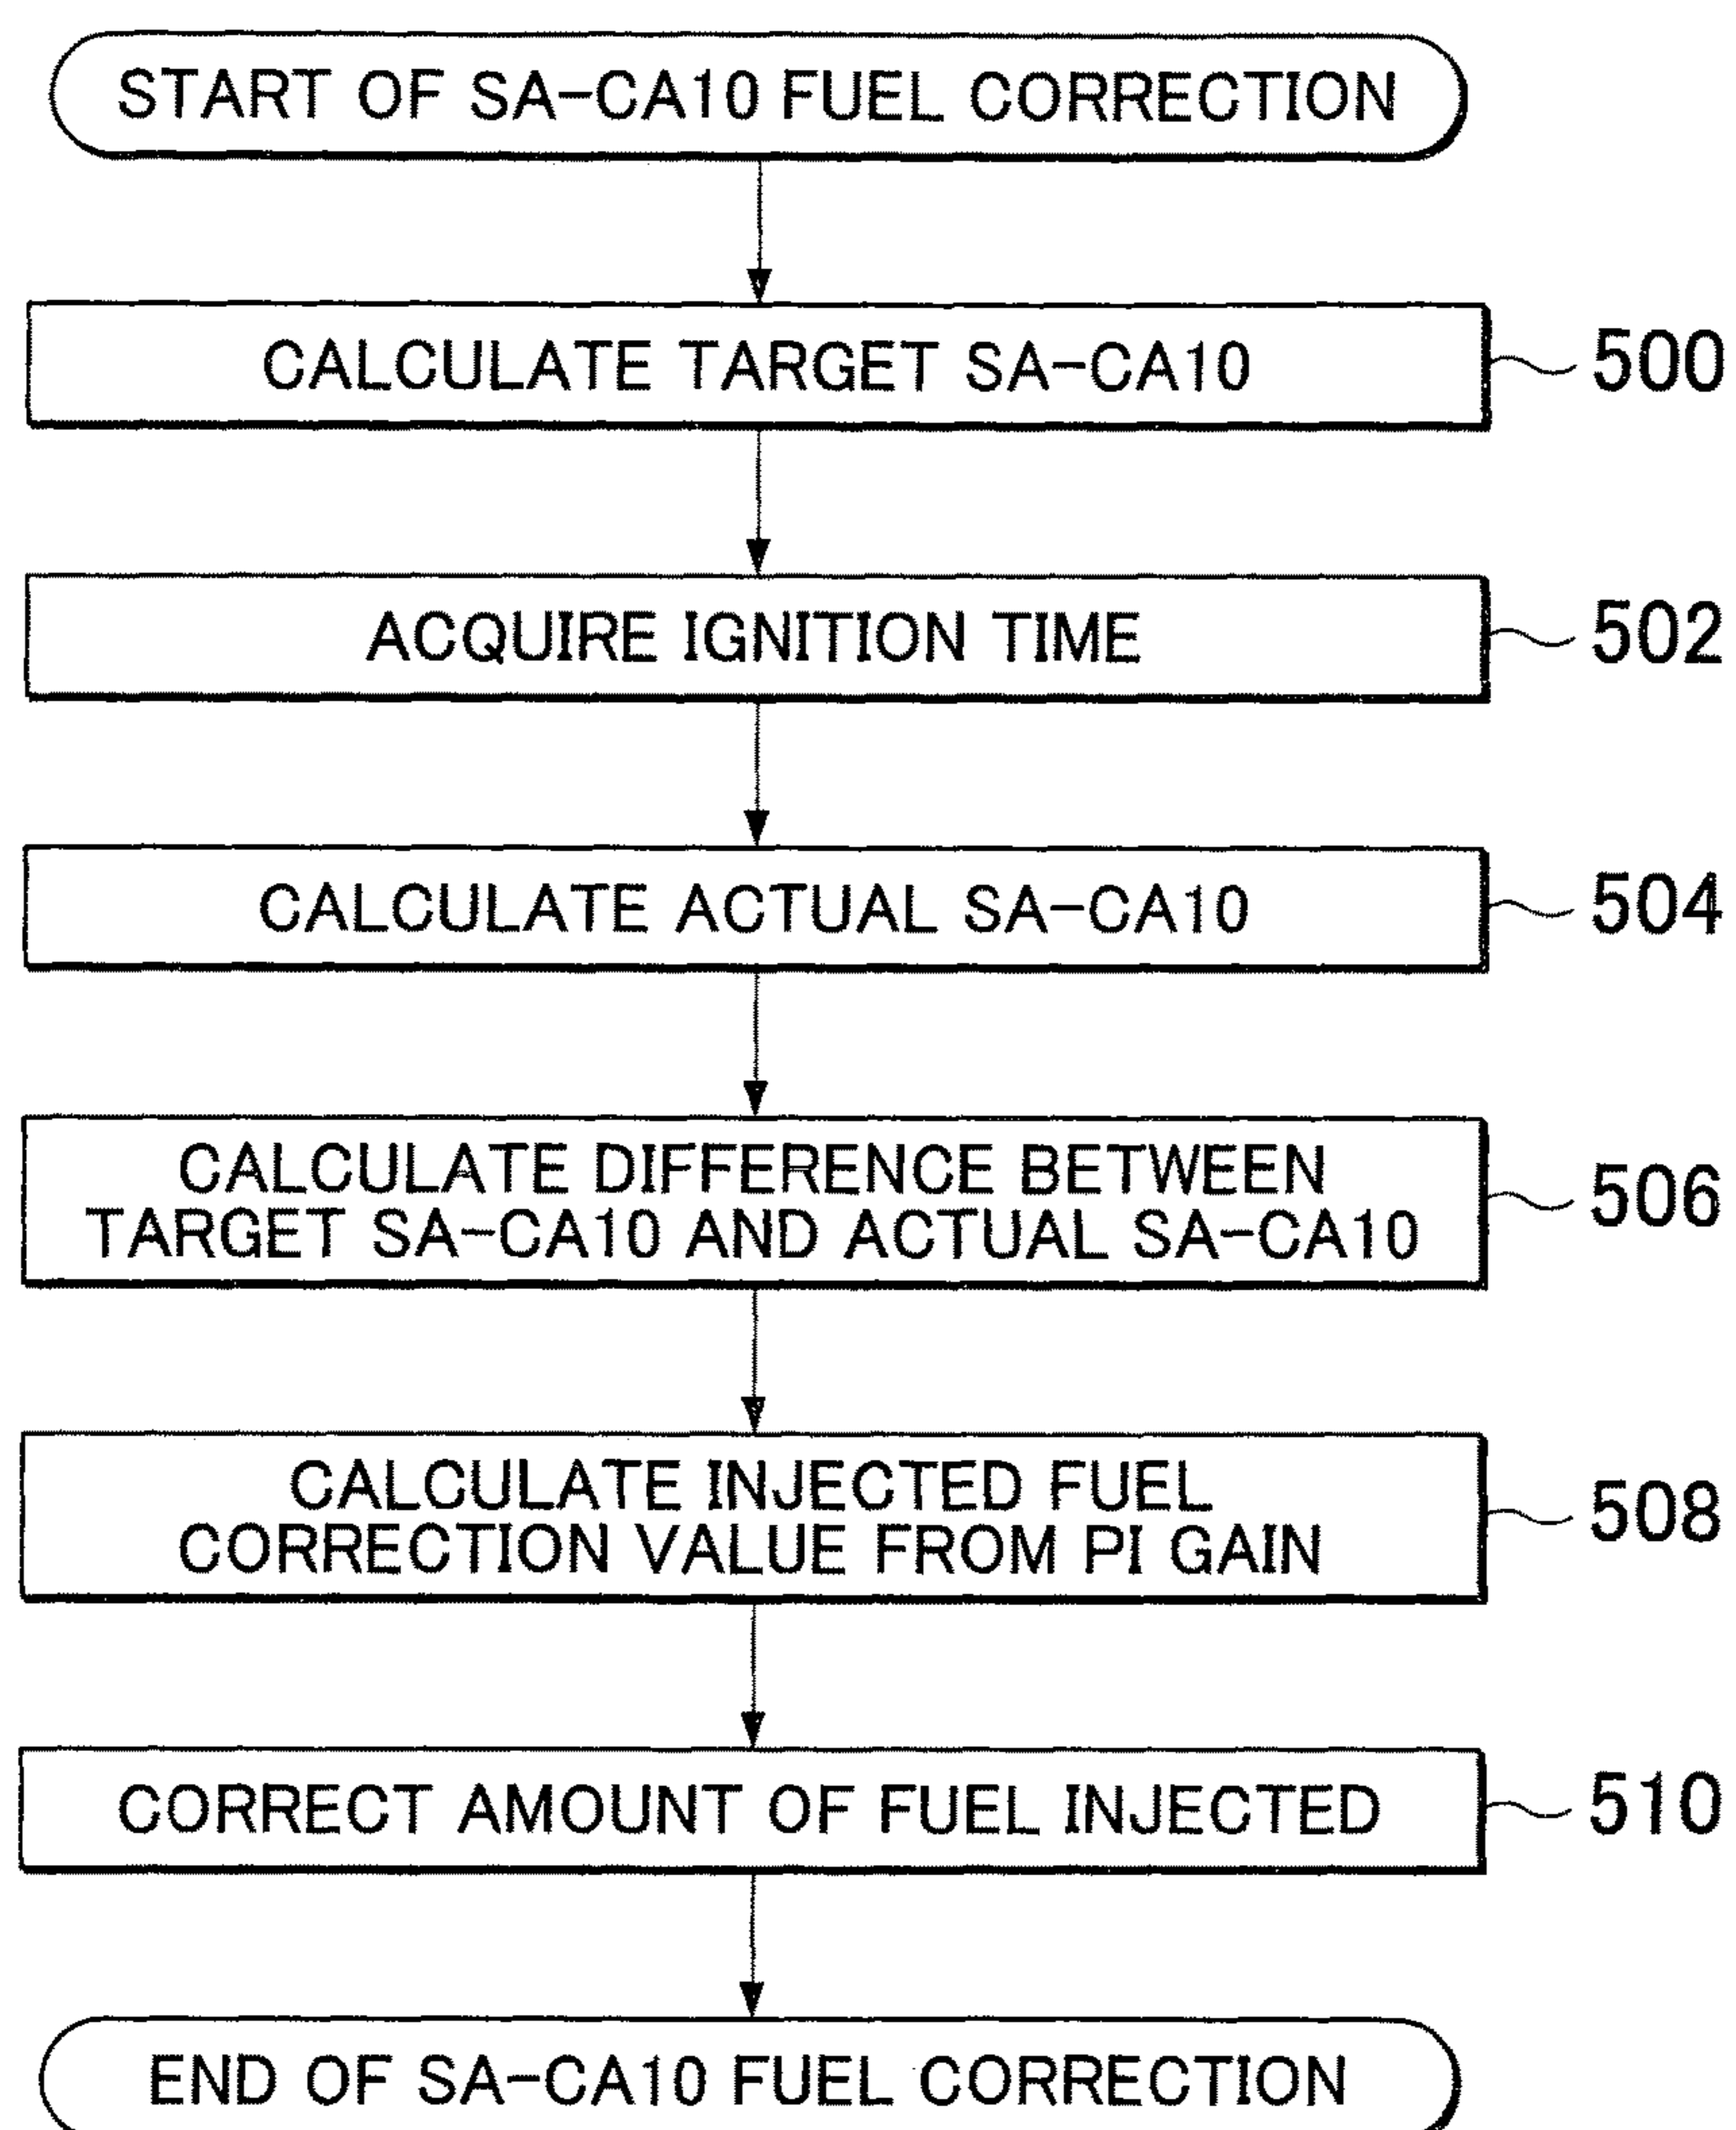 START OF SA-CA10 FUEL CORRECTION
CALCULATE TARGET SA-CA10
500
ACQUIRE IGNITION TIME
502
CALCULATE ACTUAL SA-CA10
504
CALCULATE DIFFERENCE BETWEEN
TARGET SA-CA10 AND ACTUAL SA-CA10
506
CALCULATE INJECTED FUEL
CORRECTION VALUE FROM PI GAIN
508
CORRECT AMOUNT OF FUEL INJECTED
510
END OF SA-CA10 FUEL CORRECTION